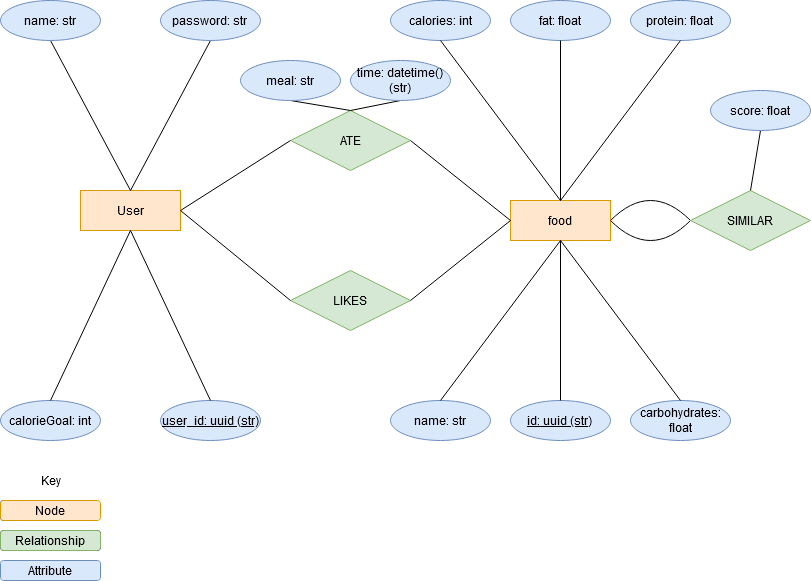 name: str
password: str
calories: int
fat: float
protein: float
meal: str
time: datetime()
(str)
score: float
ATE
User
food
SIMILAR
LIKES
calorieGoal: int
user_id: uuid (str)
name: str
id: uuid (str)
carbohydrates:
float
Key
Node
Relationship
Attribute